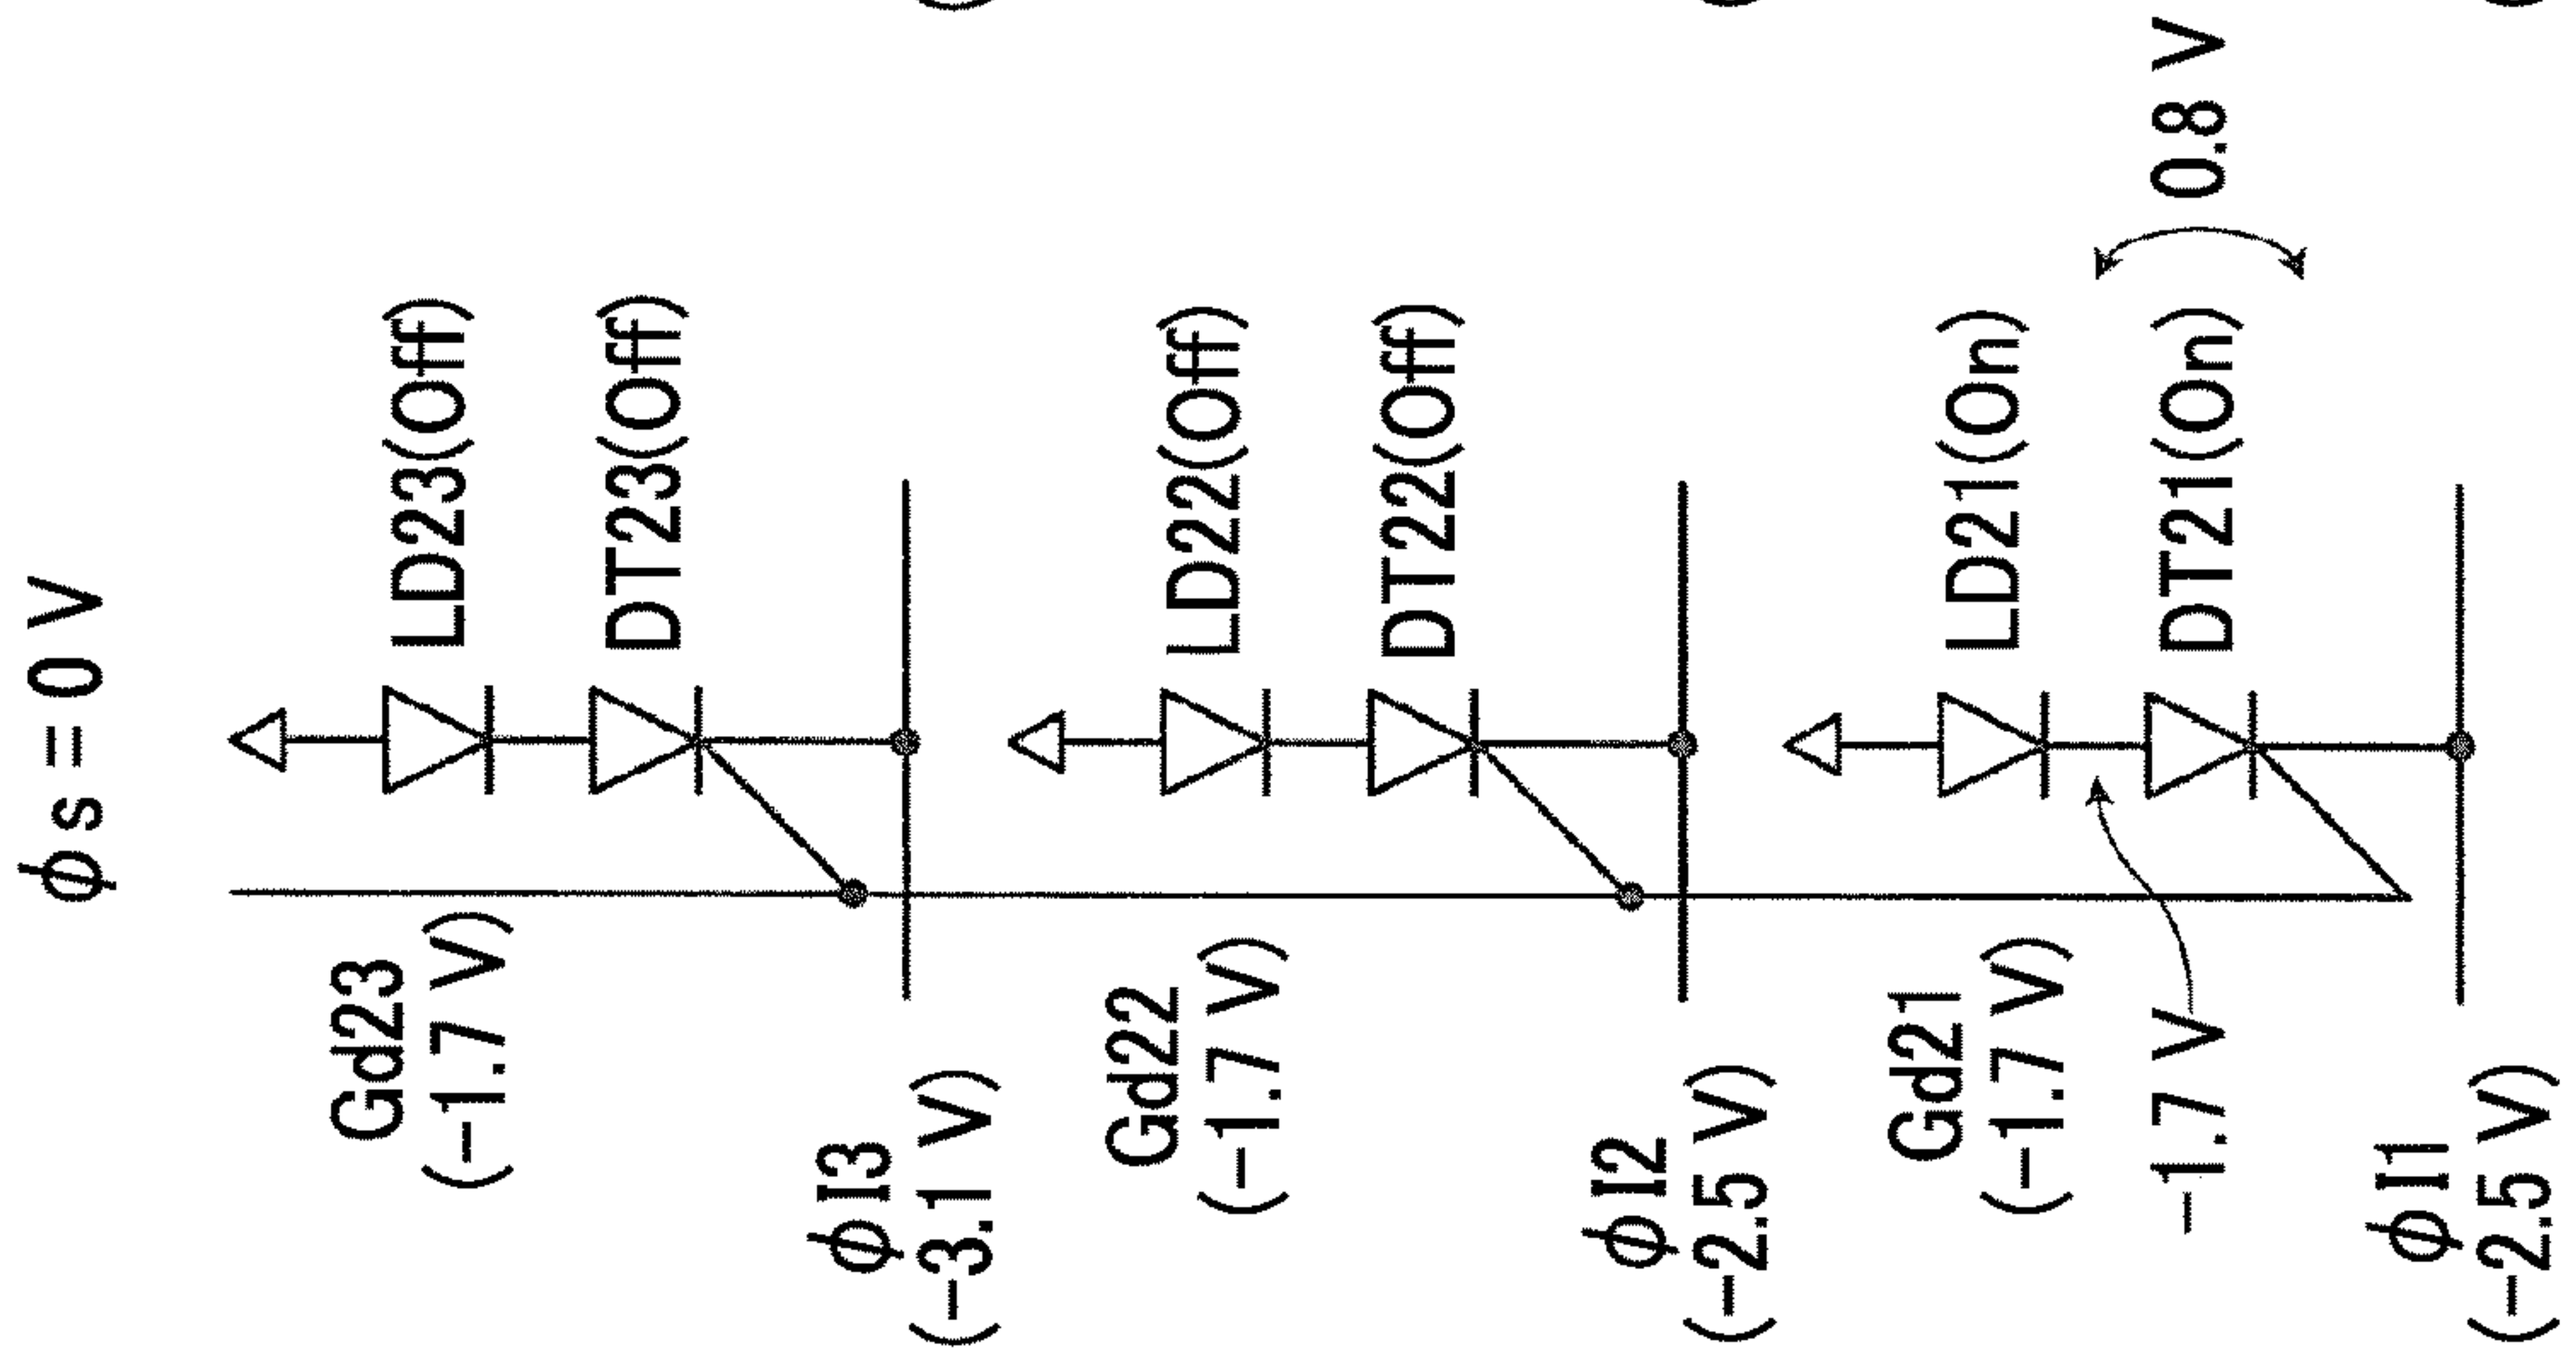 ϕs = 0 V
LD23(Off)
DT23(Off)
Gd23
(−1.7 V)
ϕI3
(−3.1 V)
LD22(Off)
DT22(Off)
Gd22
(−1.7 V)
ϕI2
(−2.5 V)
LD21(On)
DT21(On)
0.8 V
Gd21
(−1.7 V)
−1.7 V
ϕI1
(−2.5 V)